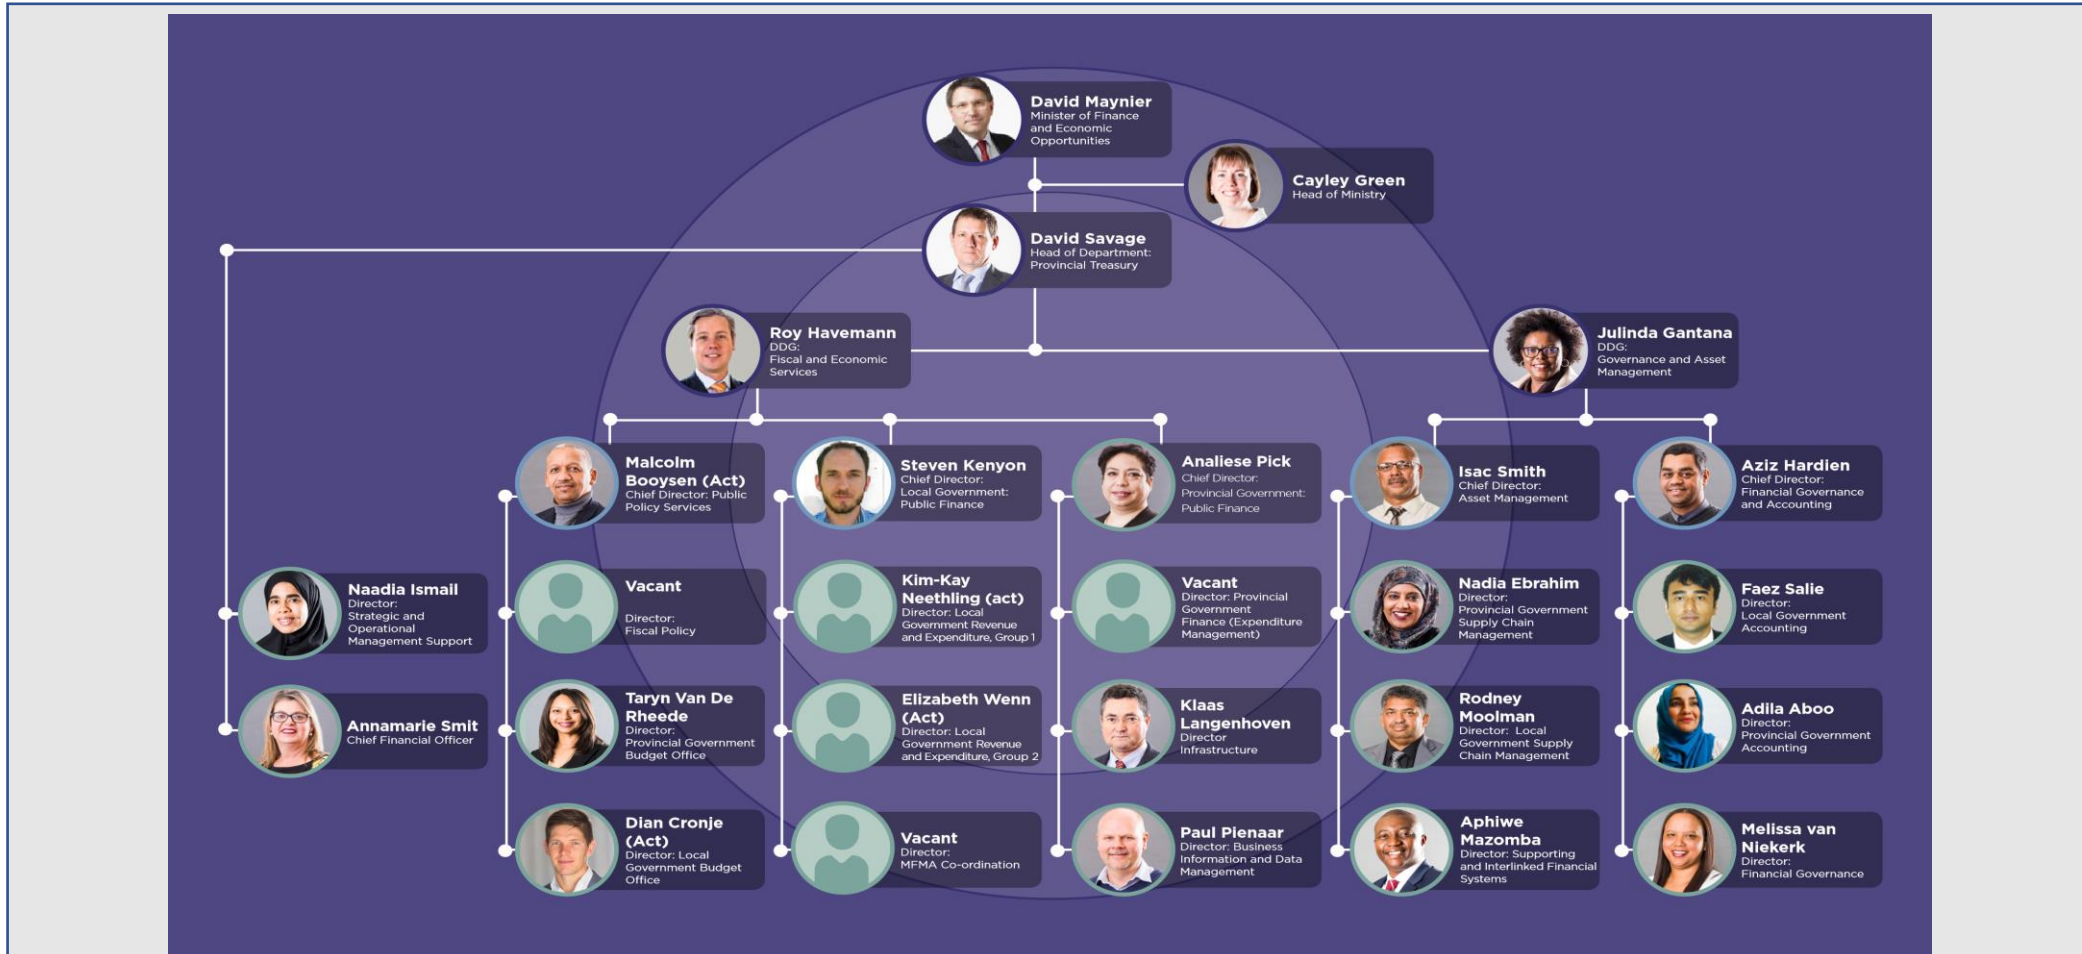 David Maynier
Minister of Finance
and Economic
Opportunities
Cayley Green
Head of Ministry
David Savage
Head of Department:
Provincial Treasury
Roy Havemann
DDG:
Fiscal and Economic
Services
Julinda Gantana
DDG:
Governance and Asset
Management
Malcolm
Booysen (Act)
Chief Director: Public
Policy Services
Steven Kenyon
Chief Director:
Local Government:
Public Finance
Analiese Pick
Chief Director:
Provincial Government:
Public Finance
Isac Smith
Chief Director:
Asset Management
Aziz Hardien
Chief Director:
Financial Governance
and Accounting
Naadia Ismail
Director:
Strategic and
Operational
Management Support
Vacant
Director:
Fiscal Policy
Kim-Kay
Neethling (act)
Director: Local
Government Revenue
and Expenditure, Group 1
Vacant
Director: Provincial
Government
Finance (Expenditure
Management)
Nadia Ebrahim
Director:
Provincial Government
Supply Chain
Management
Faez Salie
Director:
Local Government
Accounting
Annamarie Smit
Chief Financial Officer
Taryn Van De
Rheede
Director:
Provincial Government
Budget Office
Elizabeth Wenn
(Act)
Director: Local
Government Revenue
and Expenditure, Group 2
Klaas
Langenhoven
Director
Infrastructure
Rodney
Moolman
Director: Local
Government Supply
Chain Management
Adila Aboo
Director:
Provincial Government
Accounting
Dian Cronje
(Act)
Director: Local
Government Budget
Office
Vacant
Director:
MFMA Co-ordination
Paul Pienaar
Director: Business
Information and Data
Management
Aphiwe
Mazomba
Director: Supporting
and Interlinked Financial
Systems
Melissa van
Niekerk
Director:
Financial Governance